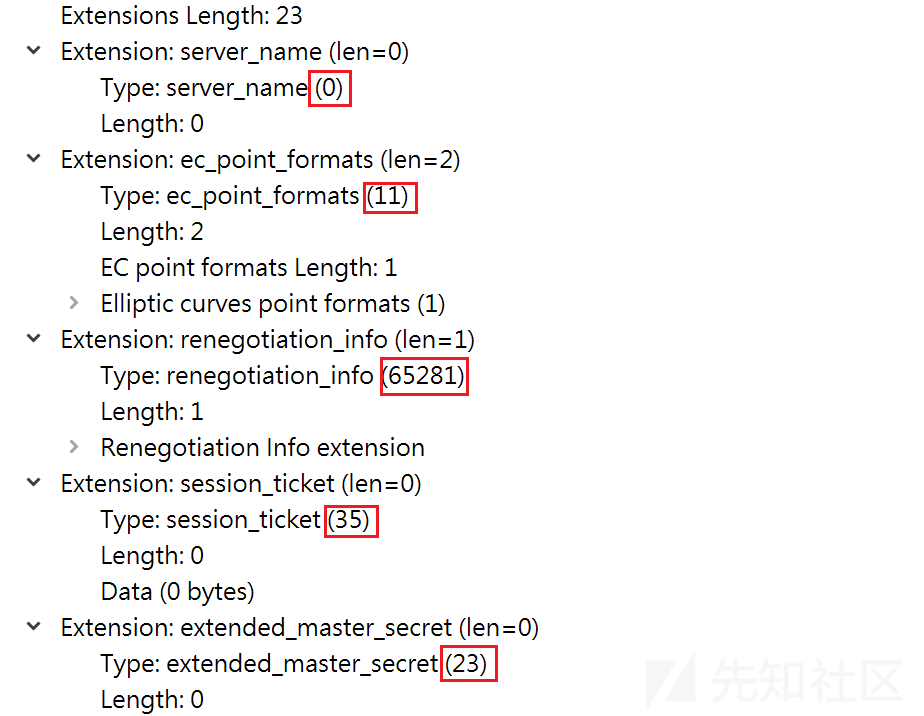 Extensions Length: 23
Extension: server_name (len=0)
Type: server_name (0)
Length: 0
Extension: ec_point_formats (len=2)
Type: ec_point_formats (11)
Length: 2
EC point formats Length: 1
Elliptic curves point formats (1)
Extension: renegotiation_info (len=1)
Type: renegotiation_info (65281)
Length: 1
Renegotiation Info extension
Extension: session_ticket (len=0)
Type: session_ticket (35)
Length: 0
Data (0 bytes)
Extension: extended_master_secret (len=0)
Type: extended_master_secret (23)
Length: 0
先知社区